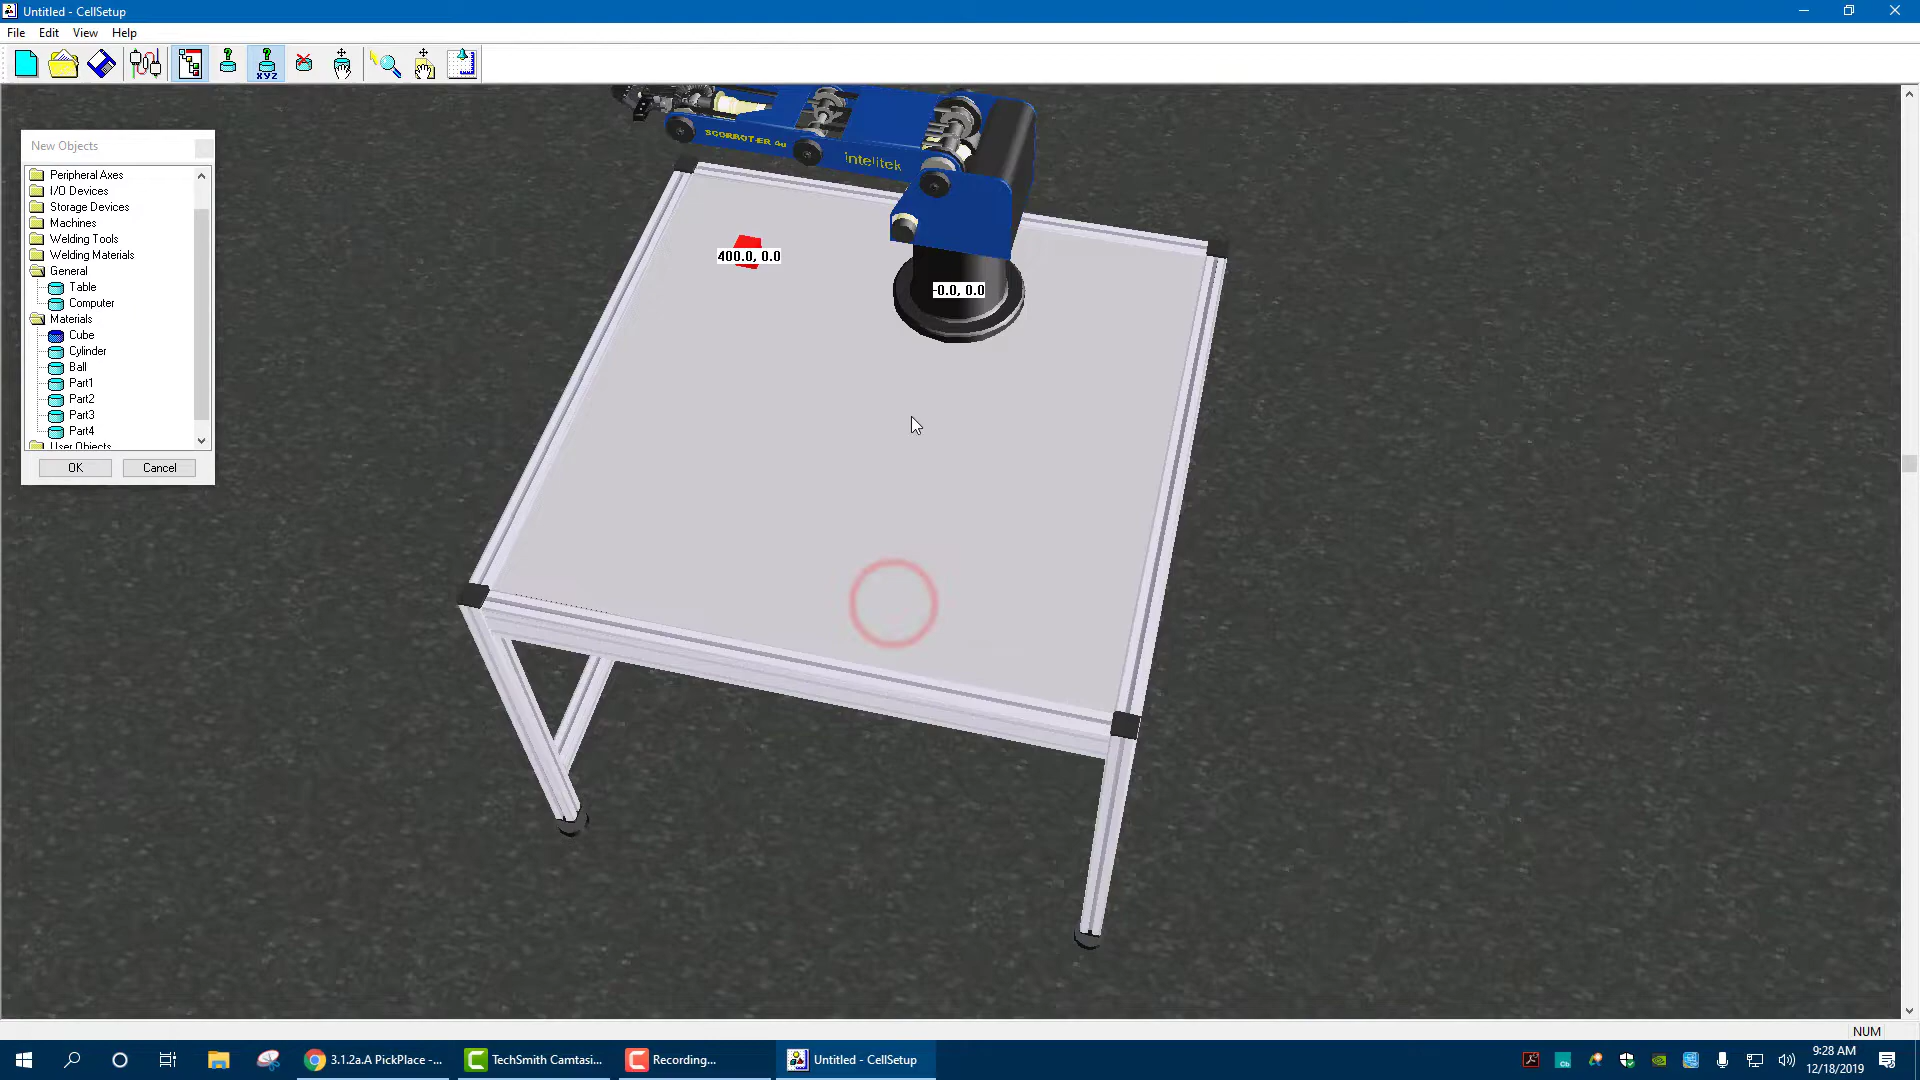 Untitled - CellSetup
File Edit View Help
XYZ
New Objects
Peripheral Axes
I/O Devices
Storage Devices
Machines
Welding Tools
Welding Materials
General
Table
Computer
Materials
Cube
Cylinder
Ball
Part1
Part2
Part3
Part4
User Objects
OK Cancel
SCORBOT-ER 4u
intelitek
400.0, 0.0
-0.0, 0.0
NUM
3.1.2a.A PickPlace -...
TechSmith Camtasi...
Recording...
Untitled - CellSetup
9:28 AM
12/18/2019